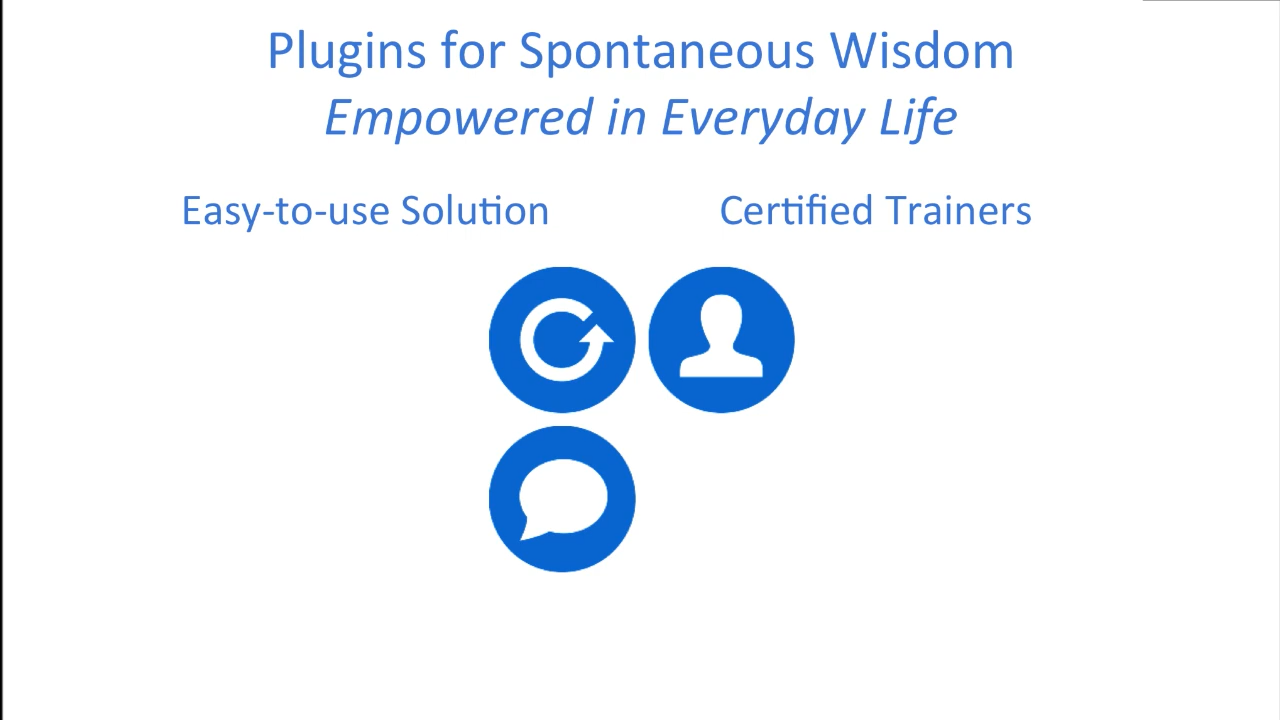 Plugins for Spontaneous Wisdom
Empowered in Everyday Life
Easy-to-use Solution
Certified Trainers